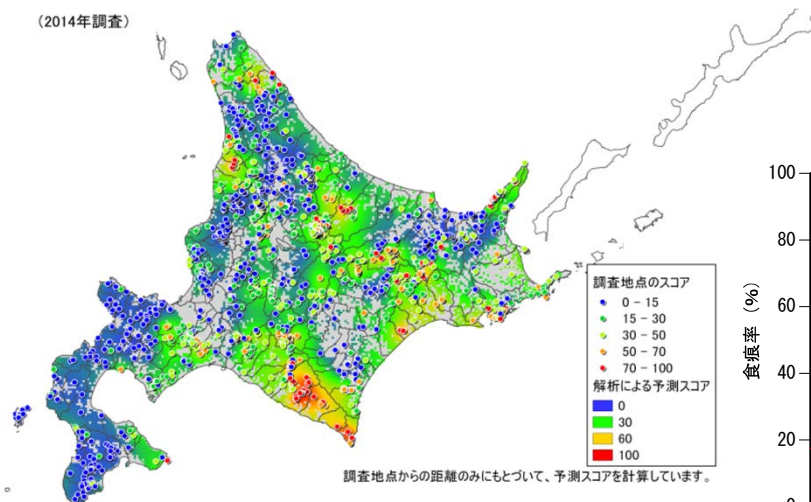 (2014年調査)
調査地点のスコア
0 - 15
15 - 30
30 - 50
50 - 70
70 - 100
解析による予測スコア
0
30
60
100
調査地点からの距離のみにもとづいて、予測スコアを計算しています。
100
80
60
40
20
0
食痕率 (%)